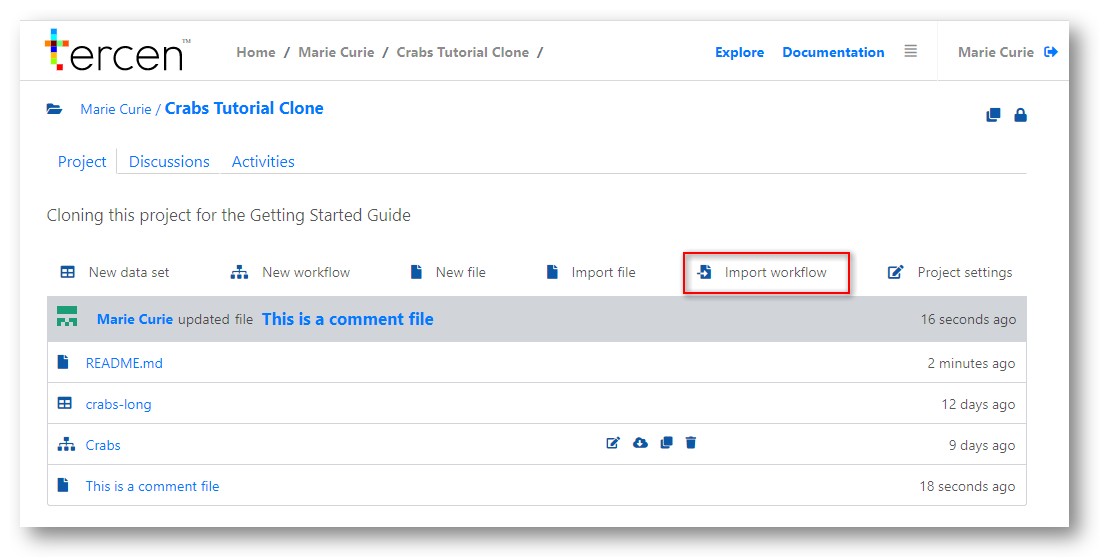 tercen™ Home / Marie Curie / Crabs Tutorial Clone / Explore Documentation Marie Curie
Marie Curie / Crabs Tutorial Clone
Project Discussions Activities
Cloning this project for the Getting Started Guide
New data set New workflow New file Import file Import workflow Project settings
Marie Curie updated file This is a comment file 16 seconds ago
README.md 2 minutes ago
crabs-long 12 days ago
Crabs 9 days ago
This is a comment file 18 seconds ago